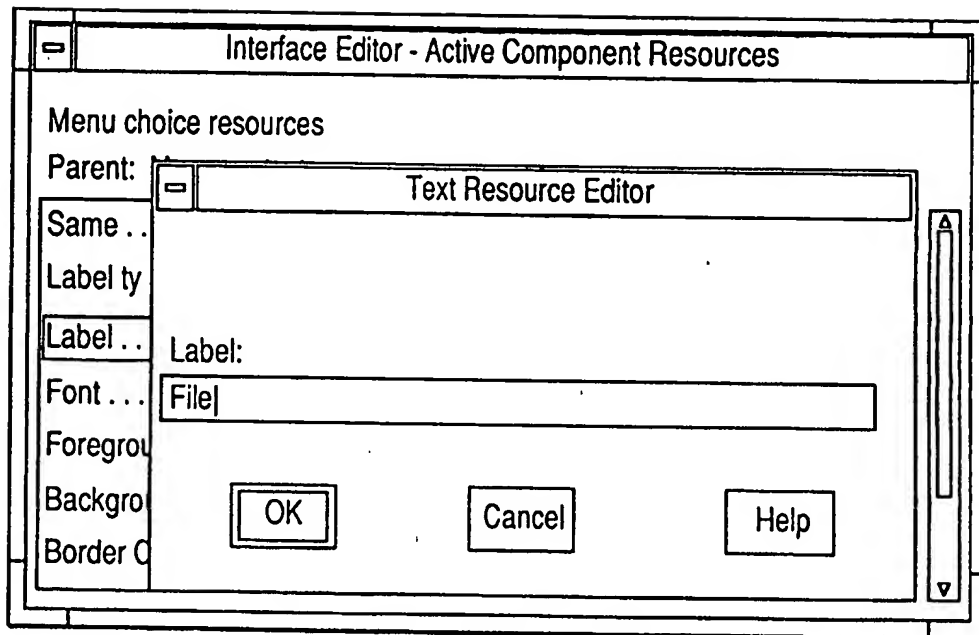 Interface Editor - Active Component Resources
Menu choice resources
Parent:
Text Resource Editor
Same . .
Label ty
Label . .
Font . . .
Foregrou
Backgrou
Border C
Label:
File
OK
Cancel
Help